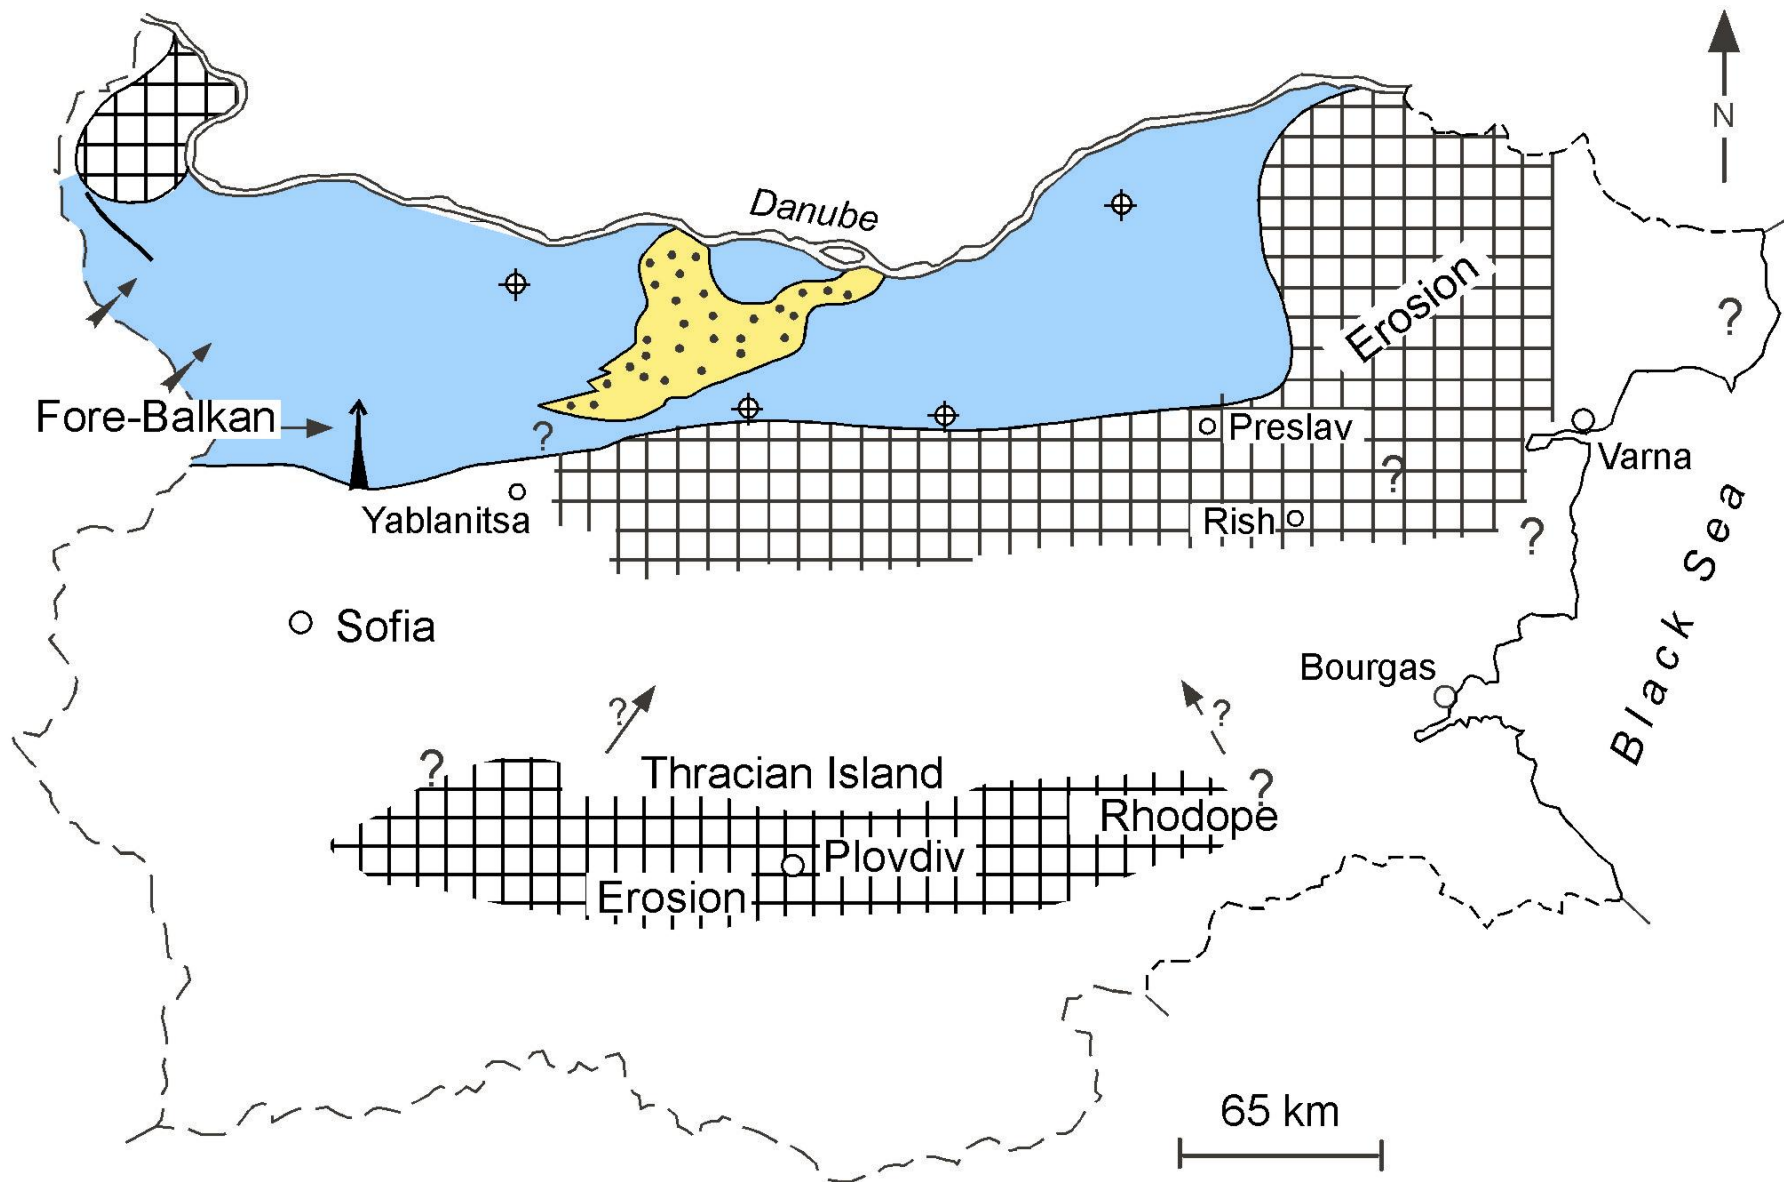 N
Danube
Erosion
?
Fore-Balkan
?
Preslav
Varna
?
Yablanitsa
Rish
?
Black Sea
Sofia
Bourgas
?
?
?
Thracian Island
?
Rhodope
Plovdiv
Erosion
65 km